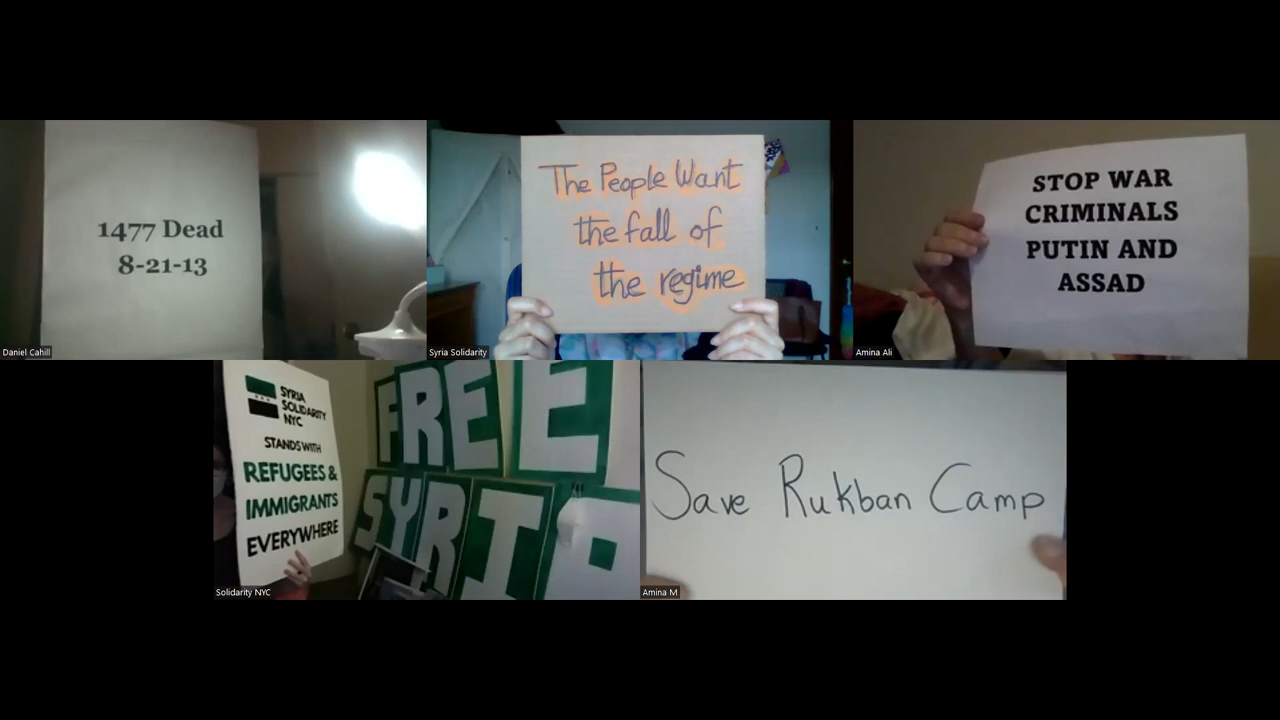 1477 Dead
8-21-13
Daniel Cahill
The People Want
the fall of
the regime
Syria Solidarity
STOP WAR
CRIMINALS
PUTIN AND
ASSAD
Amina Ali
SYRIA
SOLIDARITY
NYC
STANDS WITH
REFUGEES &
IMMIGRANTS
EVERYWHERE
FREE
SYRIA
E
Solidarity NYC
Save Rukban Camp
Amina M